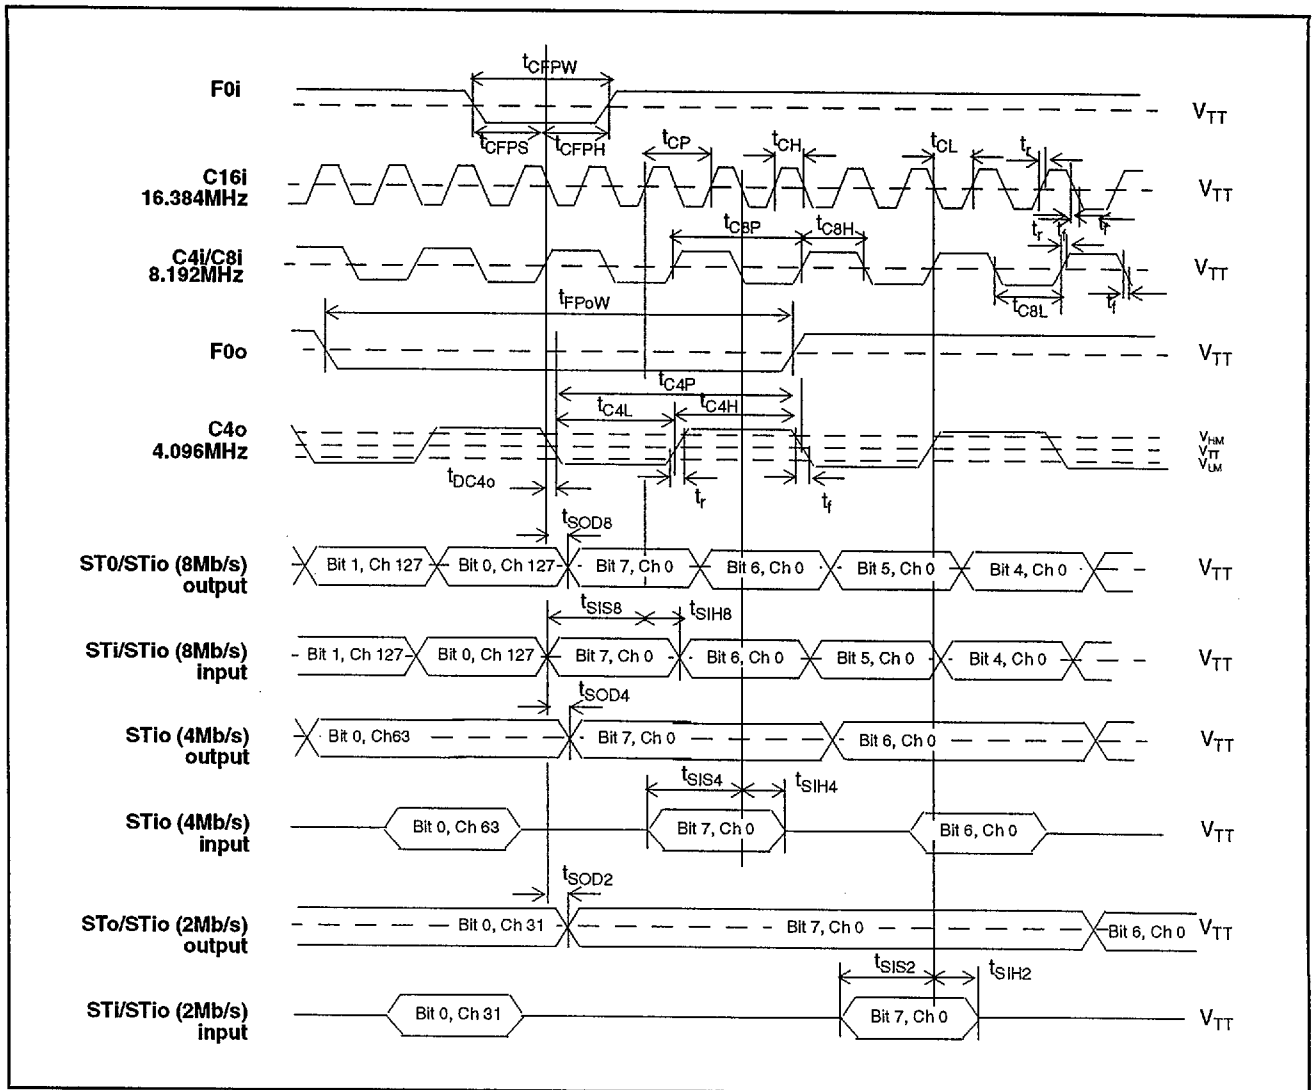 tCFPW
F0i
VTT
tCFPS tCFPH
tCP tCH tCL tr
C16i
16.384MHz
VTT
tC8P tC8H tr tf tf
C4i/C8i
8.192MHz
VTT
tFPoW tC8L tf
F0o
VTT
tC4P
tC4L tC4H
C4o
4.096MHz
VHM
VTT
VLM
tDC4o tr tf
tSOD8
ST0/STio (8Mb/s)
output
Bit 1, Ch 127 Bit 0, Ch 127 Bit 7, Ch 0 Bit 6, Ch 0 Bit 5, Ch 0 Bit 4, Ch 0 VTT
tSIS8 tSIH8
STi/STio (8Mb/s)
input
Bit 1, Ch 127 Bit 0, Ch 127 Bit 7, Ch 0 Bit 6, Ch 0 Bit 5, Ch 0 Bit 4, Ch 0 VTT
tSOD4
STio (4Mb/s)
output
Bit 0, Ch63 Bit 7, Ch 0 Bit 6, Ch 0 VTT
tSIS4 tSIH4
STio (4Mb/s)
input
Bit 0, Ch 63 Bit 7, Ch 0 Bit 6, Ch 0 VTT
tSOD2
STo/STio (2Mb/s)
output
Bit 0, Ch 31 Bit 7, Ch 0 Bit 6, Ch 0 VTT
tSIS2 tSIH2
STi/STio (2Mb/s)
input
Bit 0, Ch 31 Bit 7, Ch 0 VTT